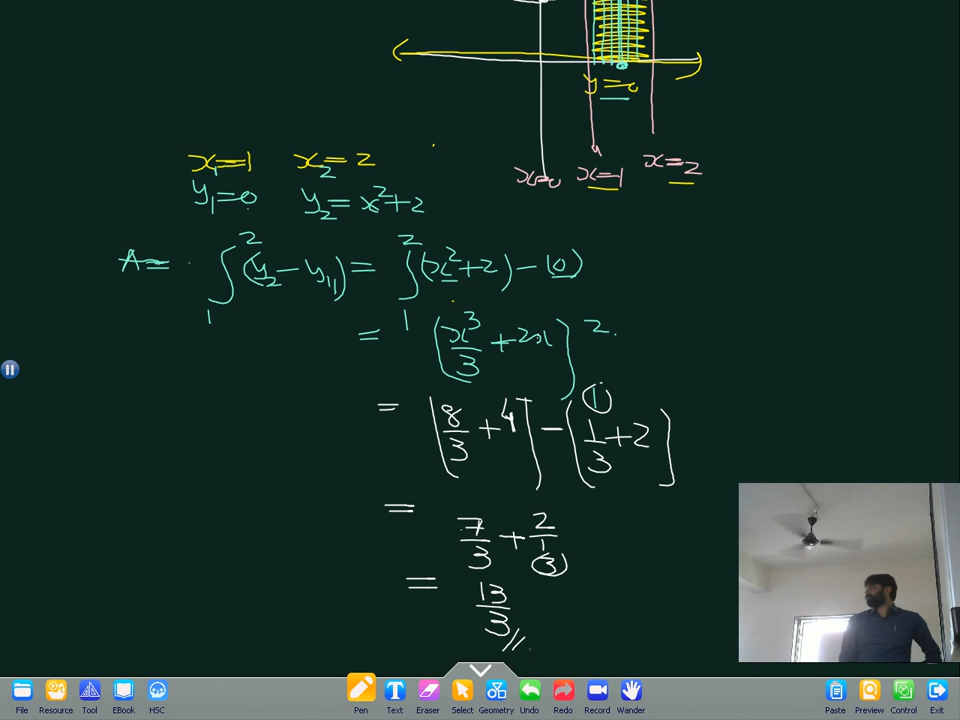 y=0
x=0 x=1 x=2
x₁=1 x₂=2
y₁=0 y₂=x²+2
A= ∫₁² (y₂-y₁) = ∫₁² (x²+2)-(0)
= (x³/3+2x)₁²
= (8/3+4)-(1/3+2)
= 7/3+2/1 (3)
= 13/3 //
File Resource Tool EBook HSC Pen Text Eraser Select Geometry Undo Redo Record Wander Paste Preview Control Exit